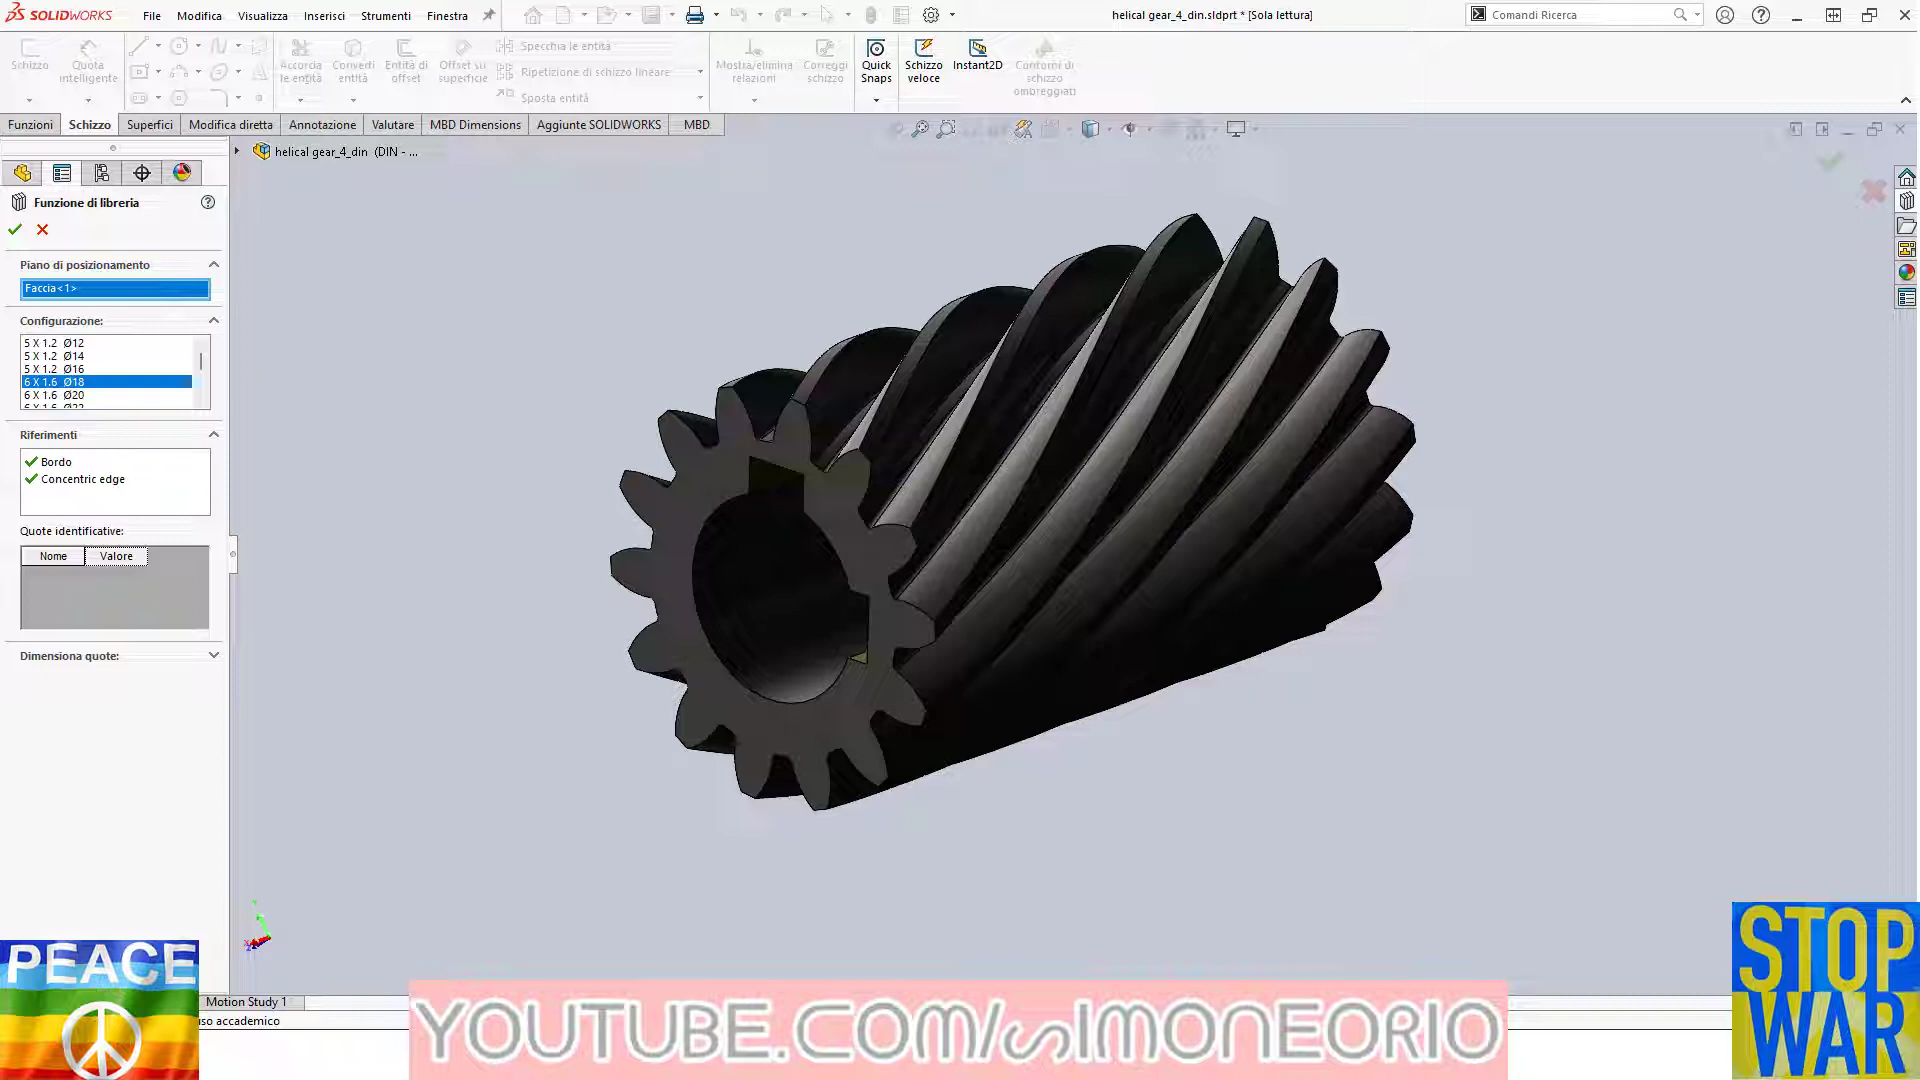 SOLIDWORKS
File
Modifica
Visualizza
Inserisci
Strumenti
Finestra
helical gear_4_din.sldprt * [Sola lettura]
Comandi Ricerca
Schizzo
Quota intelligente
Accorcia le entità
Converti entità
Entità di offset
Offset su superficie
Specchia le entità
Ripetizione di schizzo lineare
Sposta entità
Mostra/elimina relazioni
Correggi schizzo
Quick Snaps
Schizzo veloce
Instant2D
Contorni di schizzo ombreggiati
Funzioni
Schizzo
Superfici
Modifica diretta
Annotazione
Valutare
MBD Dimensions
Aggiunte SOLIDWORKS
MBD
helical gear_4_din (DIN - ...
Funzione di libreria
Piano di posizionamento
Faccia<1>
Configurazione:
5 X 1.2 Ø12
5 X 1.2 Ø14
5 X 1.2 Ø16
6 X 1.6 Ø18
6 X 1.6 Ø20
Riferimenti
Bordo
Concentric edge
Quote identificative:
Nome
Valore
Dimensiona quote:
PEACE
Motion Study 1
uso accademico
YOUTUBE.COM/SIMONEORIO
STOP
WAR